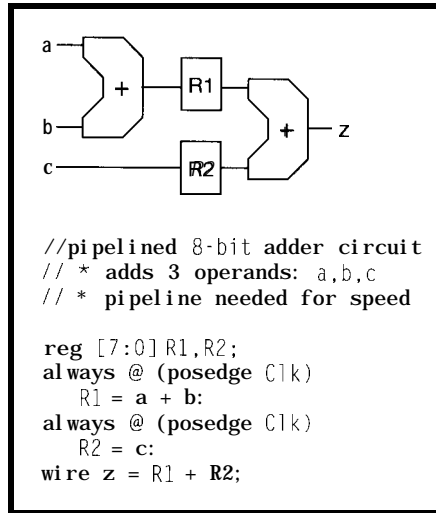 a
+
R1
b
+
z
c
R2
//pipelined 8-bit adder circuit
// * adds 3 operands: a,b,c
// * pipeline needed for speed
reg [7:0] R1,R2;
always @ (posedge Clk)
R1 = a + b:
always @ (posedge Clk)
R2 = c:
wire z = R1 + R2;